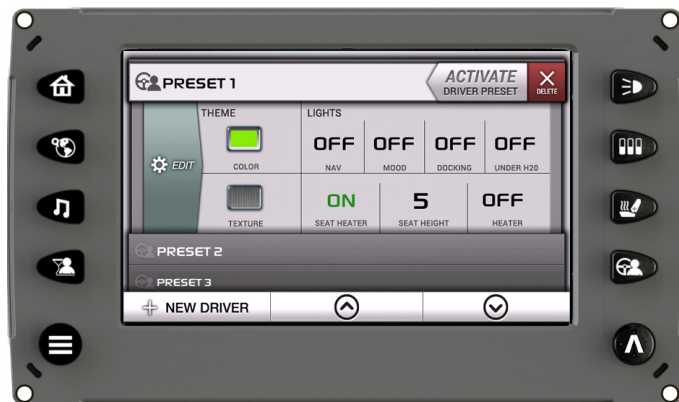 PRESET 1
ACTIVATE
DRIVER PRESET
DELETE
THEME
LIGHTS
EDIT
COLOR
OFF OFF OFF OFF
NAV MOOD DOCKING UNDER H20
TEXTURE
ON 5 OFF
SEAT HEATER SEAT HEIGHT HEATER
PRESET 2
PRESET 3
NEW DRIVER